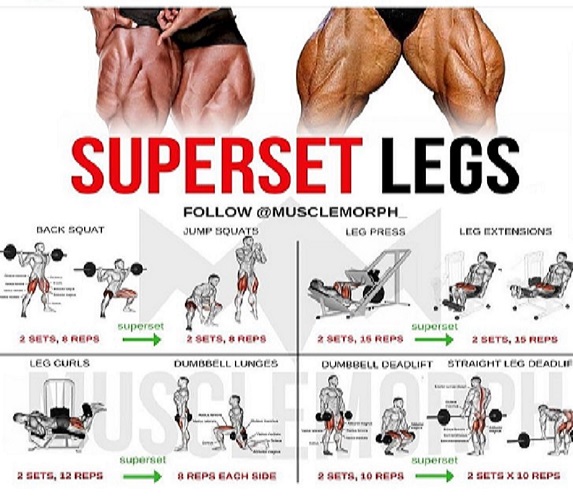 SUPERSET LEGS
FOLLOW @MUSCLEMORPH_
BACK SQUAT
JUMP SQUATS
2 SETS, 8 REPS
superset
2 SETS, 8 REPS
LEG PRESS
LEG EXTENSIONS
2 SETS, 15 REPS
superset
2 SETS, 15 REPS
LEG CURLS
DUMBBELL LUNGES
2 SETS, 12 REPS
superset
8 REPS EACH SIDE
DUMBBELL DEADLIFT
STRAIGHT LEG DEADLIF
2 SETS, 10 REPS
superset
2 SETS X 10 REPS
MUSCLEMORPH